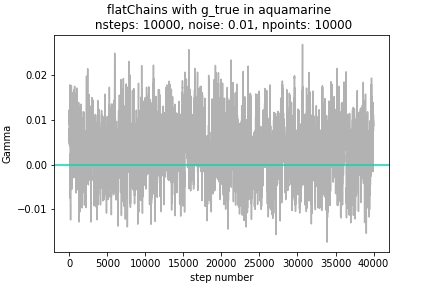 flatChains with g_true in aquamarine
nsteps: 10000, noise: 0.01, npoints: 10000
0.02
0.01
0.00
−0.01
Gamma
0 5000 10000 15000 20000 25000 30000 35000 40000
step number